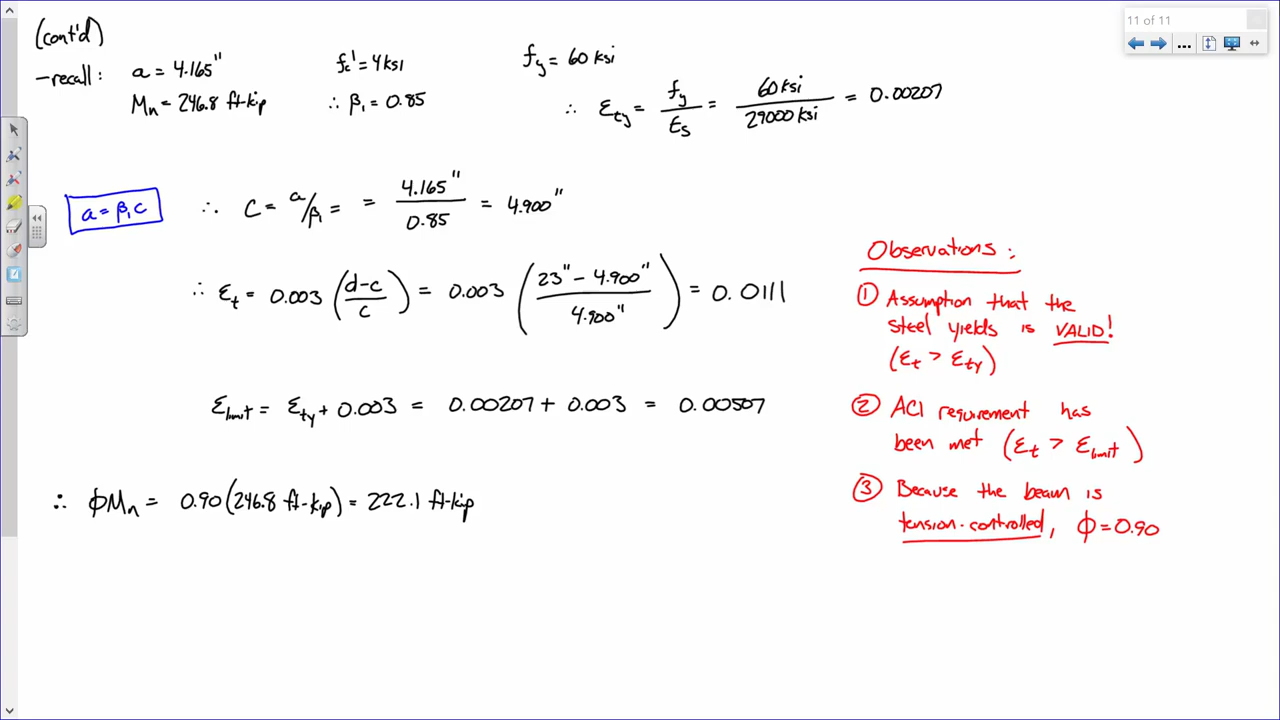 11 of 11
(cont'd)
-recall: a = 4.165" fc' = 4ksi fy = 60 ksi
Mn = 246.8 ft-kip ∴ β1 = 0.85 ∴ εty = fy/Es = 60ksi/29000 ksi = 0.00207
a = β1c ∴ C = a/β1 = = 4.165"/0.85 = 4.900"
∴ εt = 0.003 (d-c/c) = 0.003 (23" - 4.900"/4.900") = 0.0111
εlimit = εty + 0.003 = 0.00207 + 0.003 = 0.00507
∴ ϕMn = 0.90(246.8 ft-kip) = 222.1 ft-kip
Observations:
① Assumption that the
steel yields is VALID!
(εt > εty)
② ACI requirement has
been met (εt > εlimit)
③ Because the beam is
tension-controlled, ϕ = 0.90